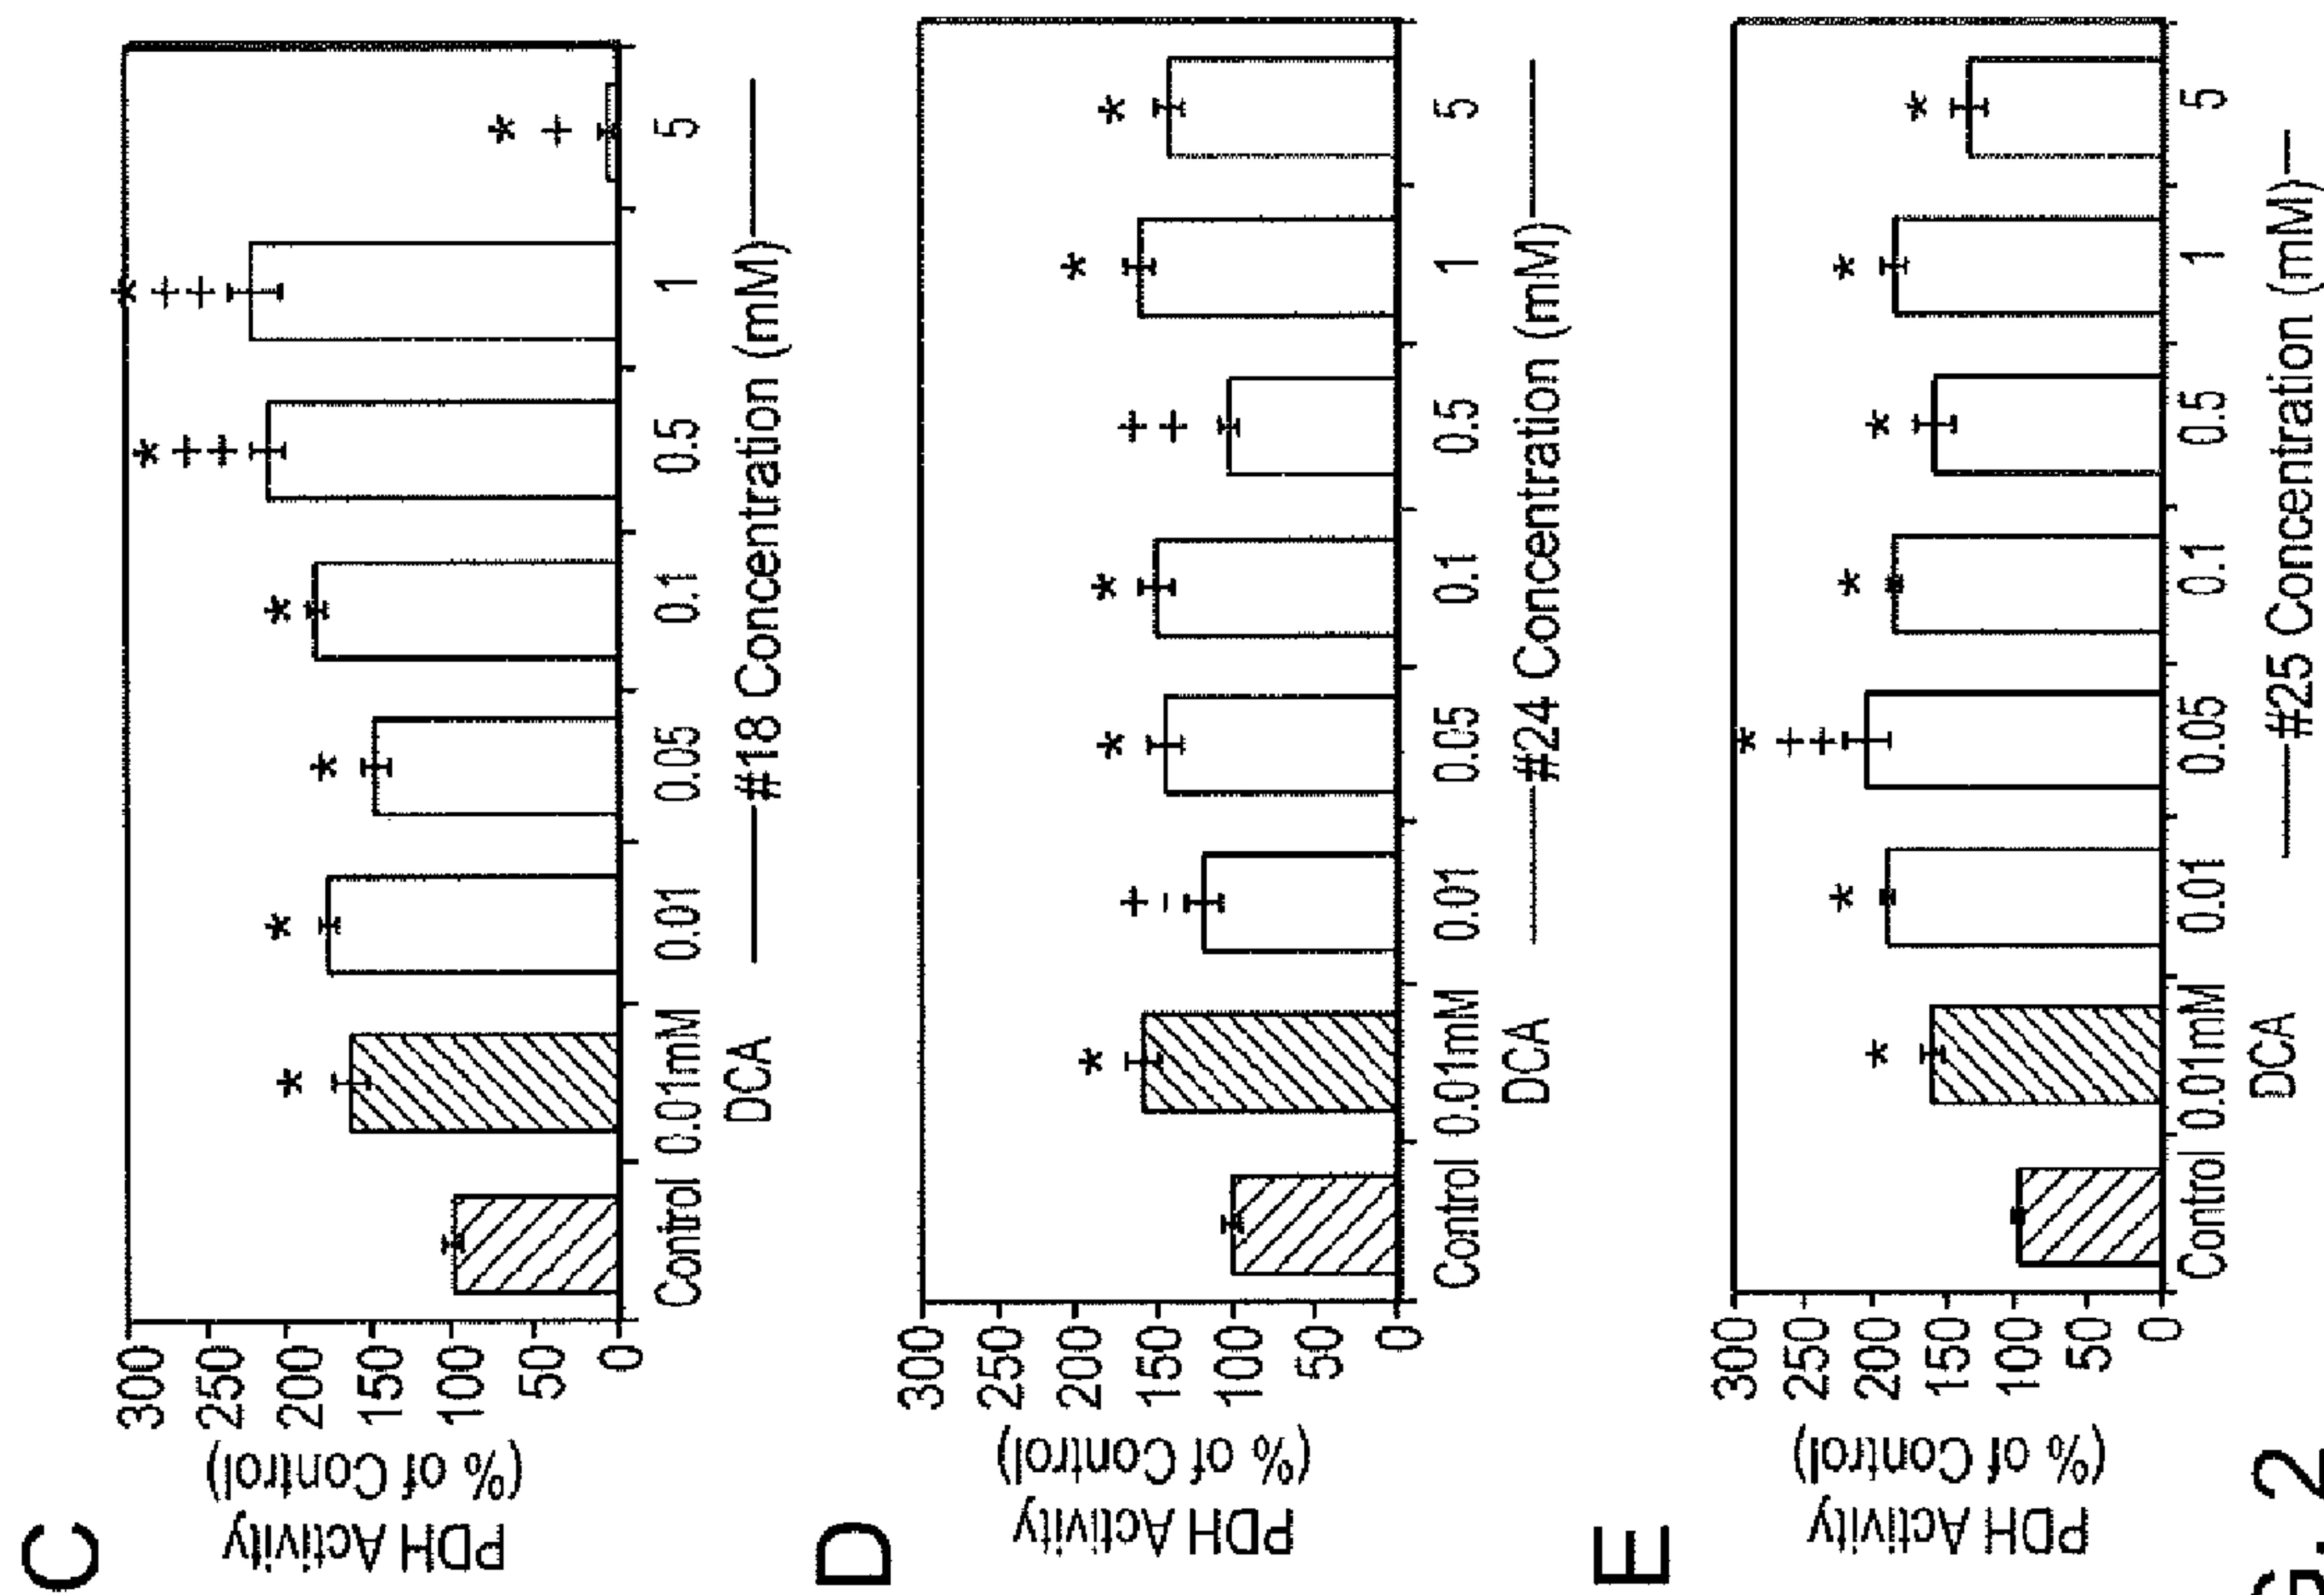 C
PDH Activity
(% of Control)
300
250
200
150
100
50
0
*
*
*
*
* ++
* ++
* +
Control 0.01mM 0.01 0.05 0.1 0.5 1 5
DCA #18 Concentration (mM)
D
PDH Activity
(% of Control)
300
250
200
150
100
50
0
*
+
*
*
++
*
*
Control 0.01mM 0.01 0.05 0.1 0.5 1 5
DCA #24 Concentration (mM)
E
PDH Activity
(% of Control)
300
250
200
150
100
50
0
*
*
* ++
*
*
*
*
Control 0.01mM 0.01 0.05 0.1 0.5 1 5
DCA #25 Concentration (mM)
G. 2